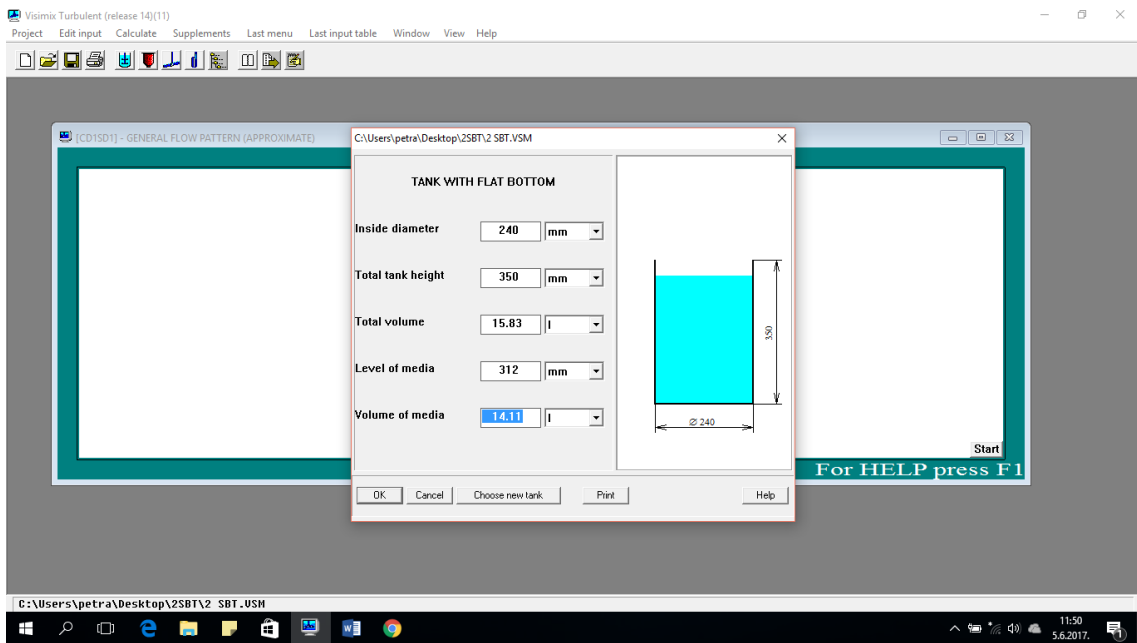 Visimix Turbulent (release 14)(11)
Project Edit input Calculate Supplements Last menu Last input table Window View Help
[CD1SD1] - GENERAL FLOW PATTERN (APPROXIMATE)
C:\Users\petra\Desktop\2SBT\2 SBT.VSM
TANK WITH FLAT BOTTOM
Inside diameter 240 mm
Total tank height 350 mm
Total volume 15.83 l
Level of media 312 mm
Volume of media 14.11 l
350
Ø 240
OK Cancel Choose new tank Print Help
Start
For HELP press F1
C:\Users\petra\Desktop\2SBT\2 SBT.VSM
11:50
5.6.2017.